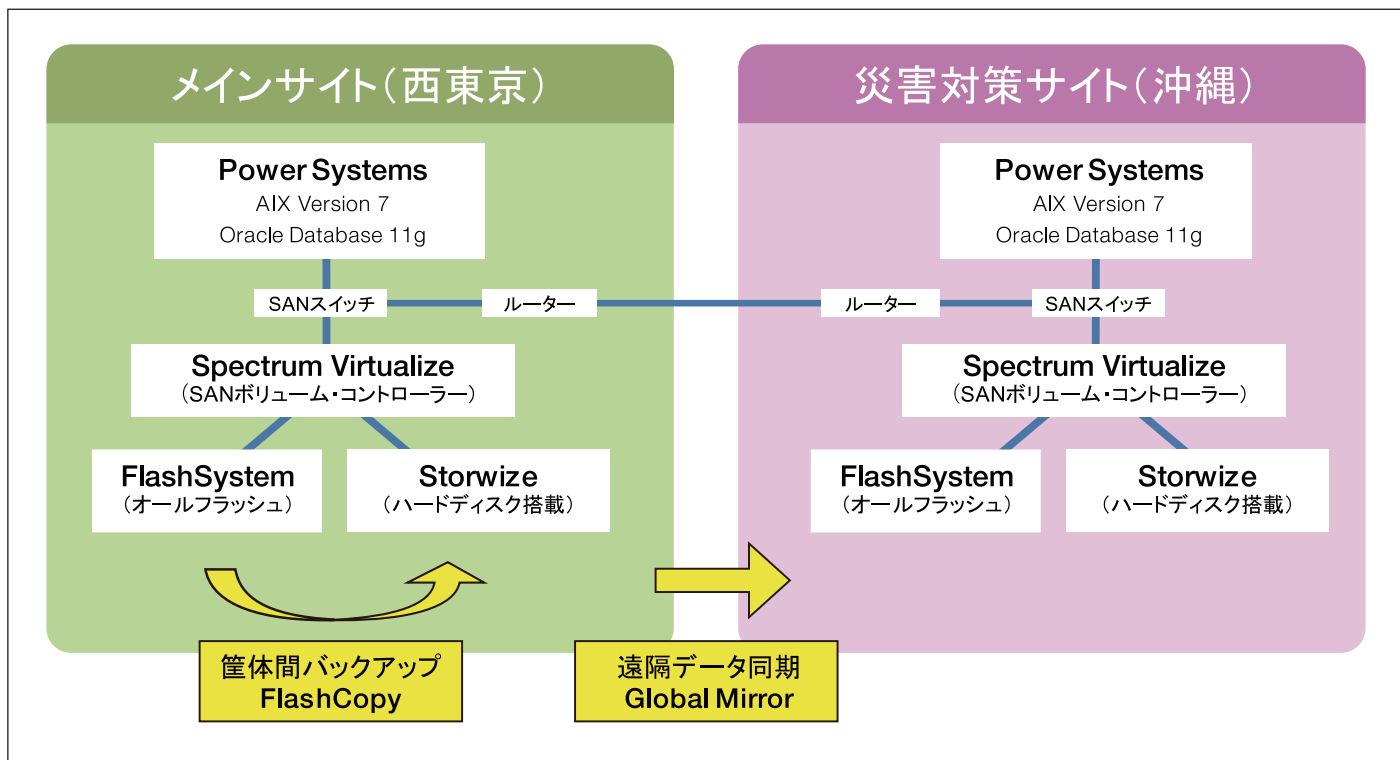 メインサイト(西東京)
Power Systems
AIX Version 7
Oracle Database 11g
SANスイッチ
ルーター
Spectrum Virtualize
(SANボリューム・コントローラー)
FlashSystem
(オールフラッシュ)
Storwize
(ハードディスク搭載)
筐体間バックアップ
FlashCopy
遠隔データ同期
Global Mirror
災害対策サイト(沖縄)
Power Systems
AIX Version 7
Oracle Database 11g
ルーター
SANスイッチ
Spectrum Virtualize
(SANボリューム・コントローラー)
FlashSystem
(オールフラッシュ)
Storwize
(ハードディスク搭載)